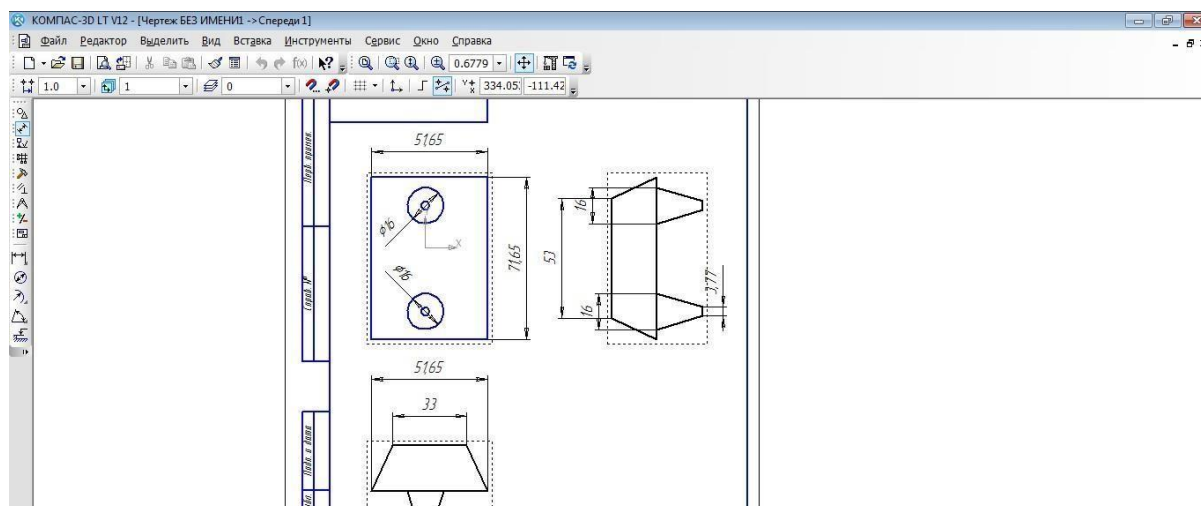 КОМПАС-3D LT V12 - [Чертеж БЕЗ ИМЕНИ1 ->Спереди 1]
Файл Редактор Выделить Вид Вставка Инструменты Сервис Окно Справка
f(x) 0.6779
1.0 1 0 334.05 -111.42
Перв. примен.
51,65
ϕ16
X
71,65
16
53
ϕ16
3,77
16
Справ. №
51,65
33
Подп. и дата